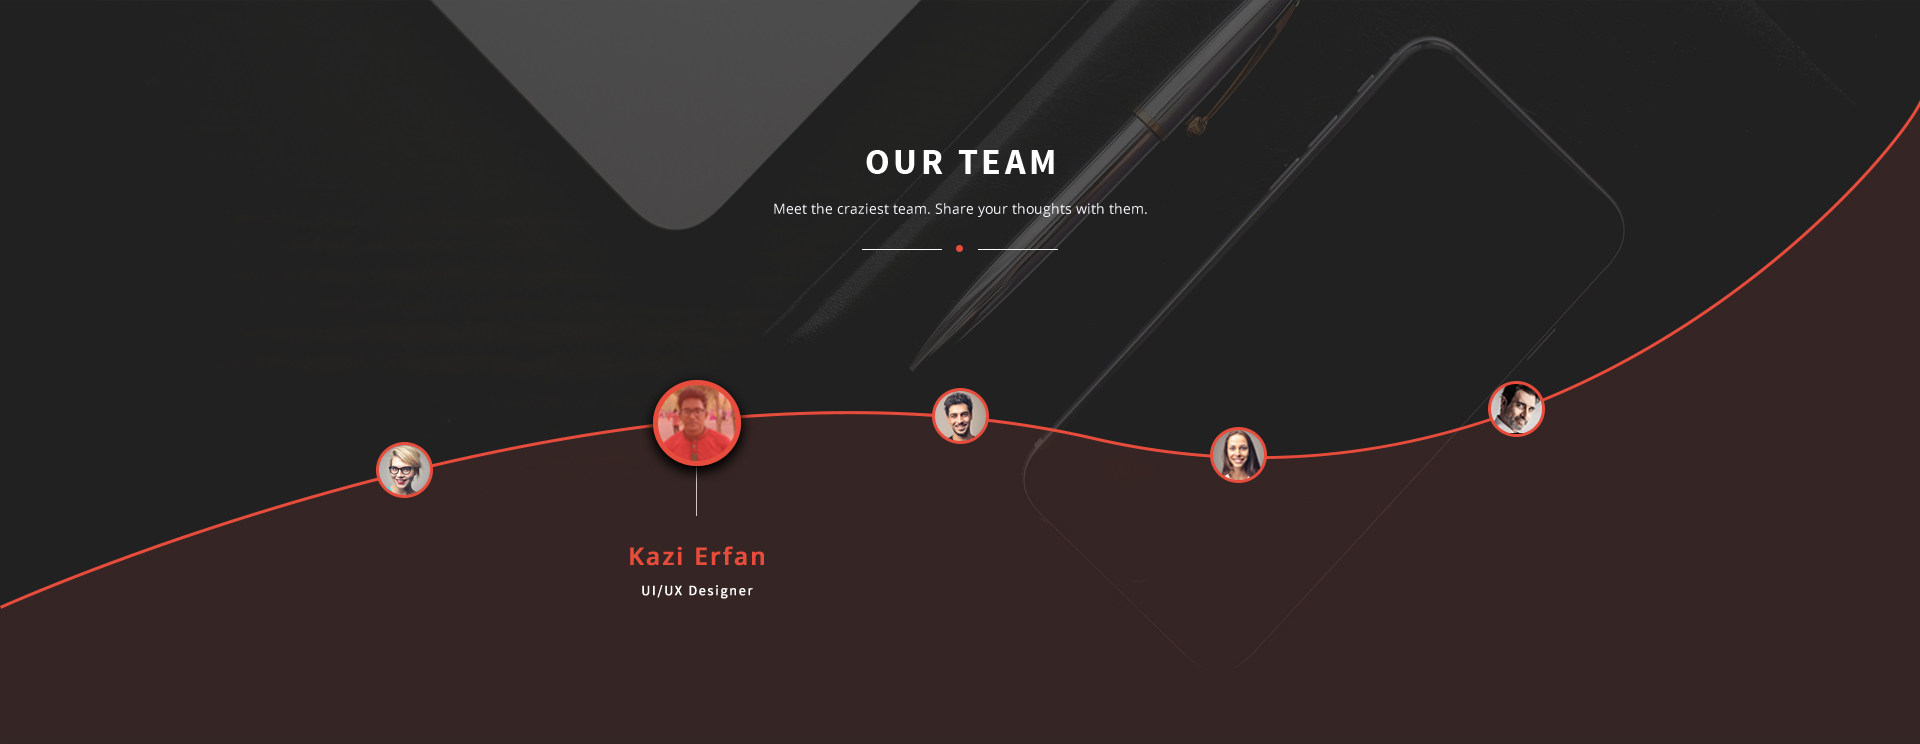 OUR TEAM
Meet the craziest team. Share your thoughts with them.
Kazi Erfan
UI/UX Designer